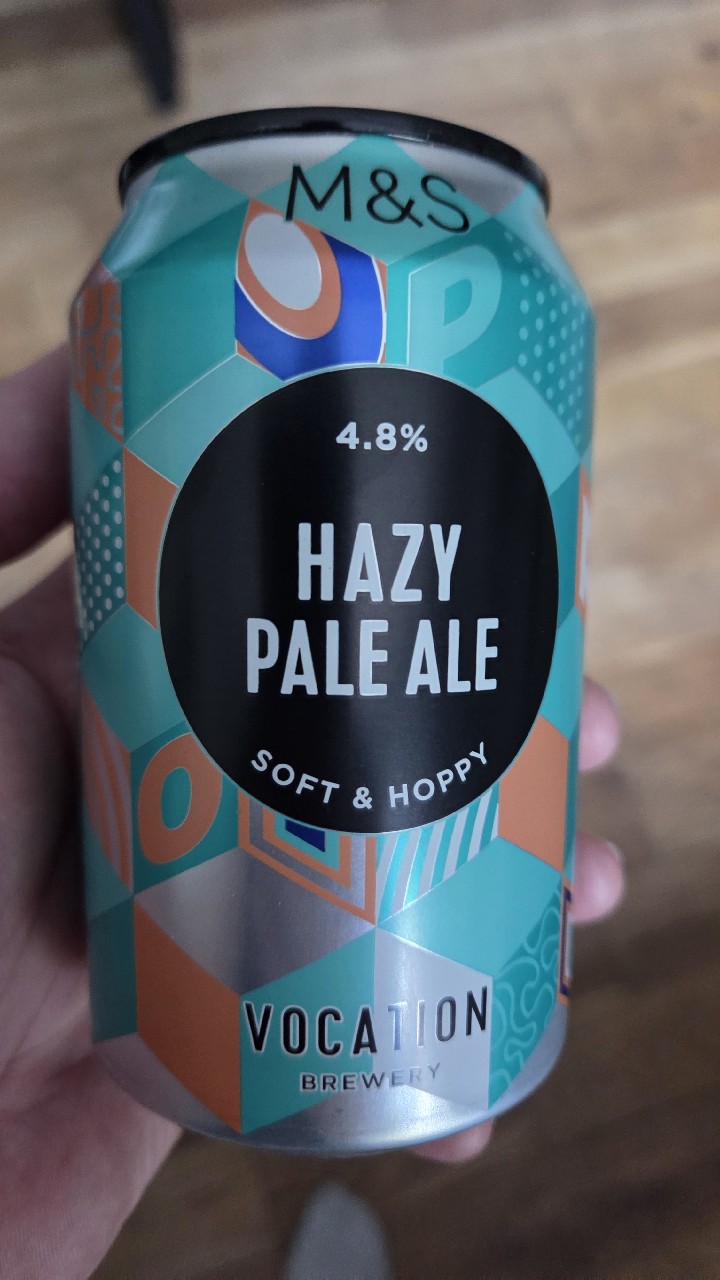 M&S
O P
4.8%
HAZY
PALE ALE
SOFT & HOPPY
O
VOCATION
BREWERY